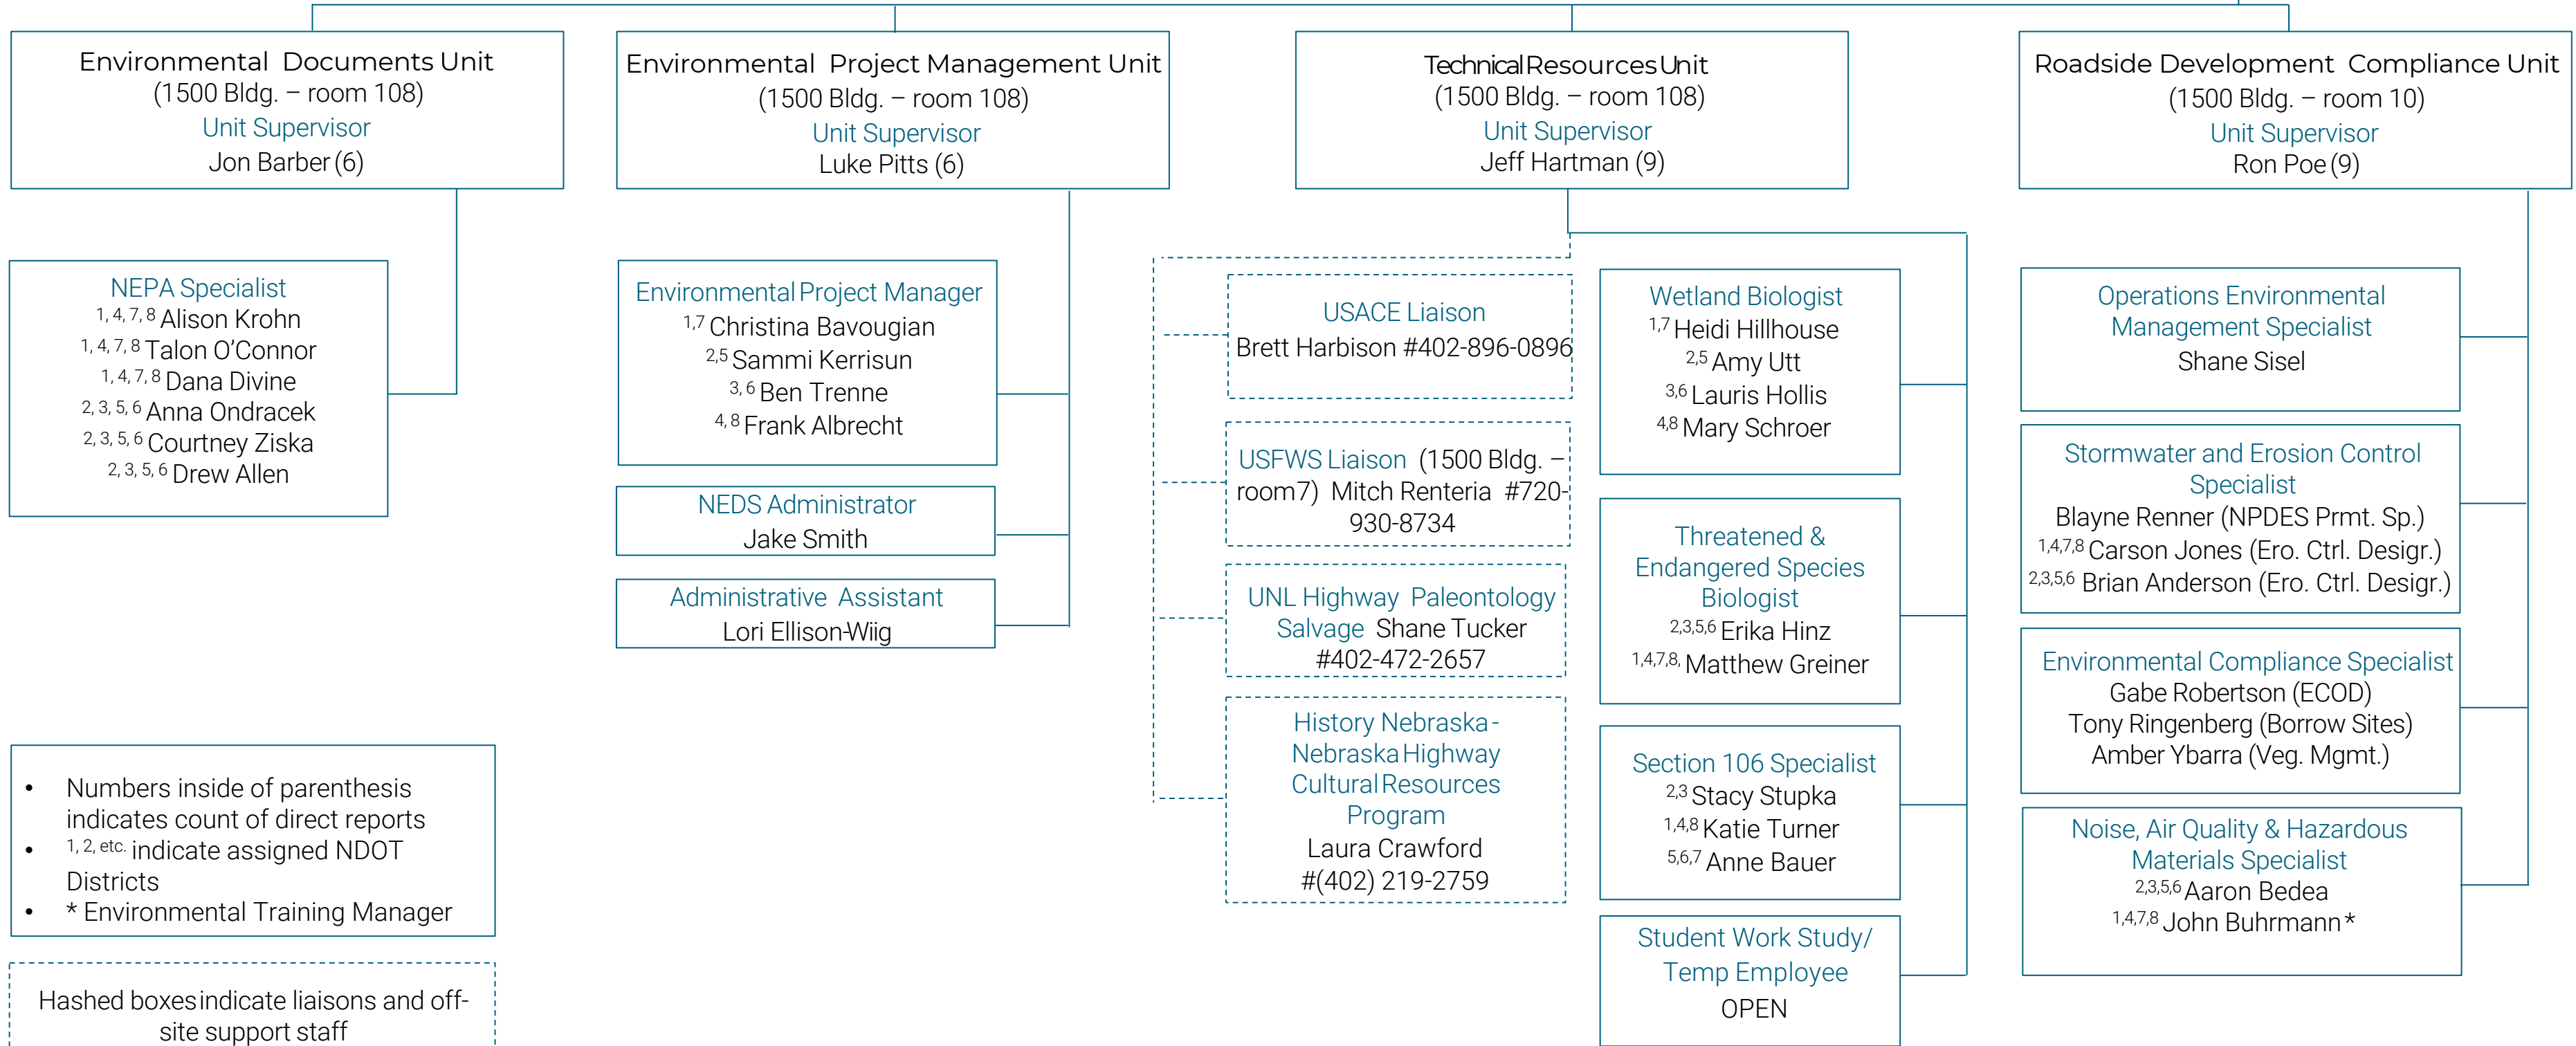 Environmental Documents Unit
(1500 Bldg. – room 108)
Unit Supervisor
Jon Barber (6)
NEPA Specialist
1, 4, 7, 8 Alison Krohn
1, 4, 7, 8 Talon O’Connor
1, 4, 7, 8 Dana Divine
2, 3, 5, 6 Anna Ondracek
2, 3, 5, 6 Courtney Ziska
2, 3, 5, 6 Drew Allen
Environmental Project Management Unit
(1500 Bldg. – room 108)
Unit Supervisor
Luke Pitts (6)
Environmental Project Manager
1,7 Christina Bavougian
2,5 Sammi Kerrisun
3, 6 Ben Trenne
4, 8 Frank Albrecht
NEDS Administrator
Jake Smith
Administrative Assistant
Lori Ellison-Wiig
Technical Resources Unit
(1500 Bldg. – room 108)
Unit Supervisor
Jeff Hartman (9)
USACE Liaison
Brett Harbison #402-896-0896
USFWS Liaison (1500 Bldg. –
room7) Mitch Renteria #720-
930-8734
UNL Highway Paleontology
Salvage Shane Tucker
#402-472-2657
History Nebraska -
Nebraska Highway
Cultural Resources
Program
Laura Crawford
#(402) 219-2759
Wetland Biologist
1,7 Heidi Hillhouse
2,5 Amy Utt
3,6 Lauris Hollis
4,8 Mary Schroer
Threatened &
Endangered Species
Biologist
2,3,5,6 Erika Hinz
1,4,7,8, Matthew Greiner
Section 106 Specialist
2,3 Stacy Stupka
1,4,8 Katie Turner
5,6,7 Anne Bauer
Student Work Study/
Temp Employee
OPEN
Roadside Development Compliance Unit
(1500 Bldg. – room 10)
Unit Supervisor
Ron Poe (9)
Operations Environmental
Management Specialist
Shane Sisel
Stormwater and Erosion Control
Specialist
Blayne Renner (NPDES Prmt. Sp.)
1,4,7,8 Carson Jones (Ero. Ctrl. Desigr.)
2,3,5,6 Brian Anderson (Ero. Ctrl. Desigr.)
Environmental Compliance Specialist
Gabe Robertson (ECOD)
Tony Ringenberg (Borrow Sites)
Amber Ybarra (Veg. Mgmt.)
Noise, Air Quality & Hazardous
Materials Specialist
2,3,5,6 Aaron Bedea
1,4,7,8 John Buhrmann *
• Numbers inside of parenthesis
indicates count of direct reports
• 1, 2, etc. indicate assigned NDOT
Districts
• * Environmental Training Manager
Hashed boxes indicate liaisons and off-
site support staff